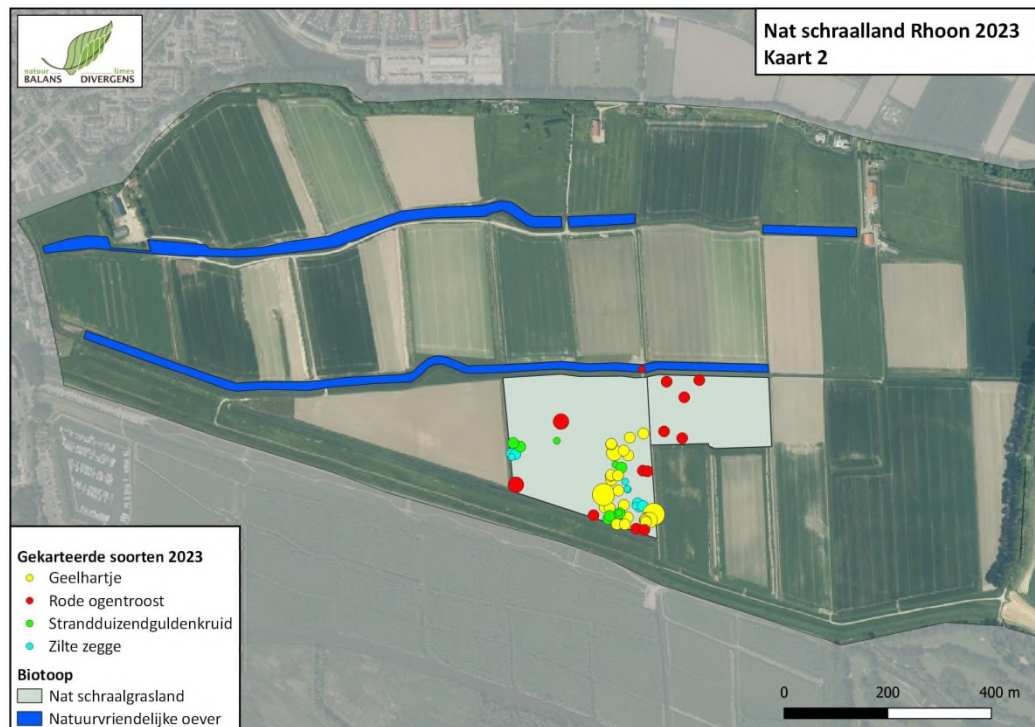 natuur limes
BALANS DIVERGENS
Nat schraalland Rhoon 2023
Kaart 2
Gekarteerde soorten 2023
Geelhartje
Rode ogentroost
Strandduizendguldenkruid
Zilte zegge
Biotoop
Nat schraalgrasland
Natuurvriendelijke oever
0 200 400 m